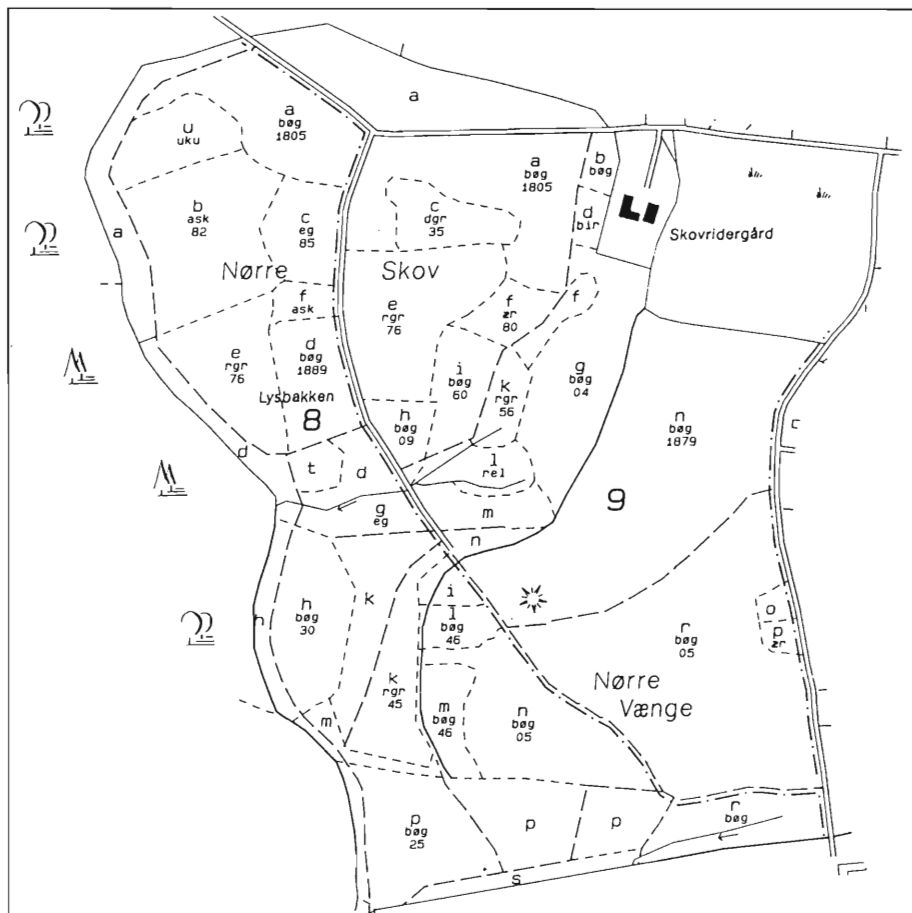 a
a
bøg
1805
u
uku
a
bøg
1805
b
bøg
b
ask
82
c
eg
85
c
dgr
35
d
bir
Skovridergård
a
Nørre
Skov
f
ask
e
rgr
76
f
ær
80
f
e
rgr
76
d
bøg
1889
Lysbakken
8
i
bøg
60
k
rgr
56
g
bøg
04
h
bøg
09
n
bøg
1879
c
d
t
d
l
rel
g
eg
m
n
9
h
h
bøg
30
k
i
l
bøg
46
o
p
ær
r
bøg
05
k
rgr
45
m
m
bøg
46
n
bøg
05
Nørre
Vænge
p
bøg
25
p
p
r
bøg
s